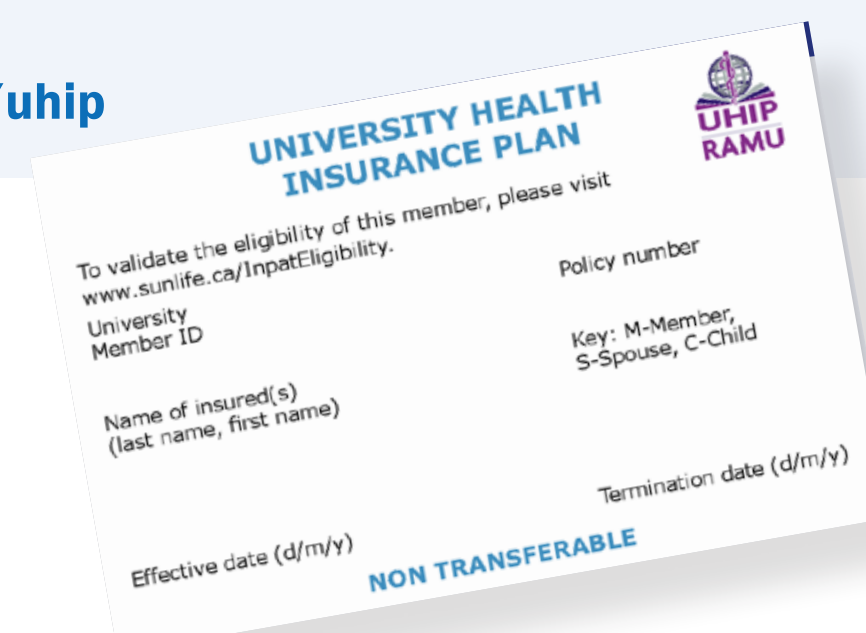 uhip
UNIVERSITY HEALTH
INSURANCE PLAN
UHIP
RAMU
To validate the eligibility of this member, please visit
www.sunlife.ca/InpatEligibility.
University
Member ID
Policy number
Key: M-Member,
S-Spouse, C-Child
Name of insured(s)
(last name, first name)
Termination date (d/m/y)
Effective date (d/m/y)
NON TRANSFERABLE